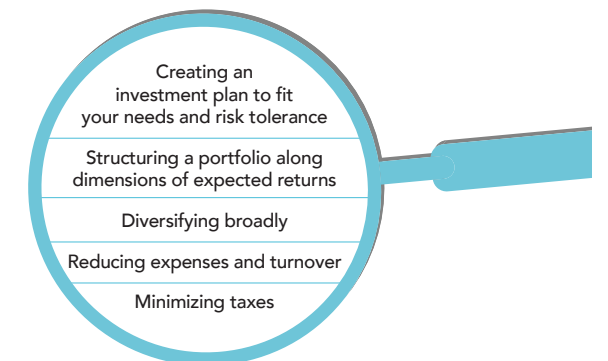 Creating an
investment plan to fit
your needs and risk tolerance
Structuring a portfolio along
dimensions of expected returns
Diversifying broadly
Reducing expenses and turnover
Minimizing taxes